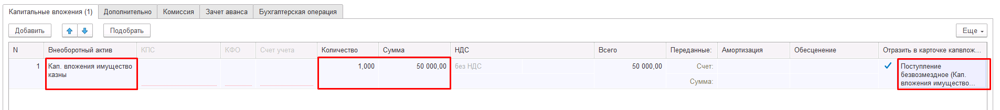 Капитальные вложения (1) Дополнительно Комиссия Зачет аванса Бухгалтерская операция
Добавить Подобрать Еще
N Внеоборотный актив КПС КФО Счет учета Количество Сумма НДС Всего Переданные: Амортизация Обесценение Отразить в карточке капвлож...
1 Кап. вложения имущество 1,000 50 000,00 без НДС 50 000,00 Счет: Поступление
казны безвозмездное (Кап.
Сумма: вложения имущество...